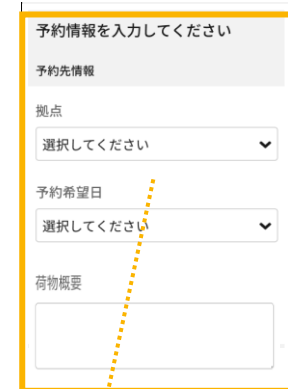 予約情報を入力してください
予約先情報
拠点
選択してください
予約希望日
選択してください
荷物概要